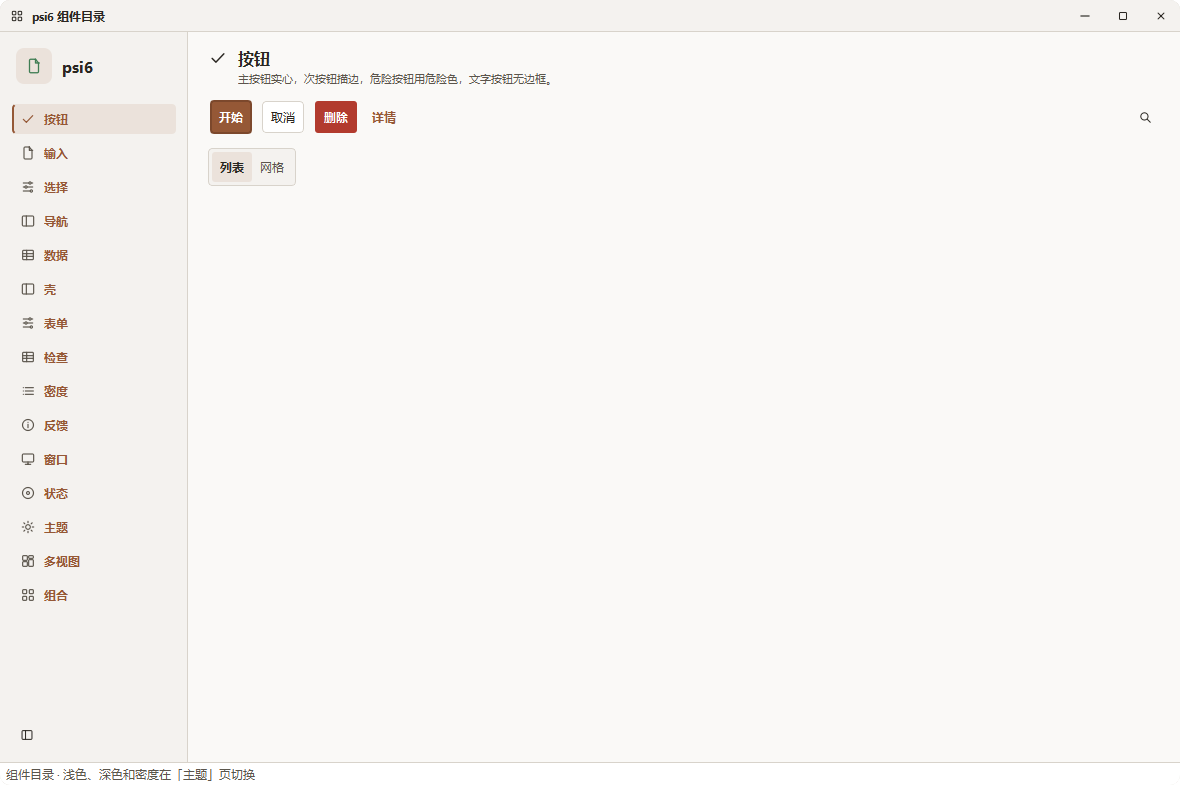 psi6 组件目录
psi6
按钮
输入
选择
导航
数据
壳
表单
检查
密度
反馈
窗口
状态
主题
多视图
组合
按钮
主按钮实心，次按钮描边，危险按钮用危险色，文字按钮无边框。
开始 取消 删除 详情
列表 网格
组件目录 · 浅色、深色和密度在「主题」页切换